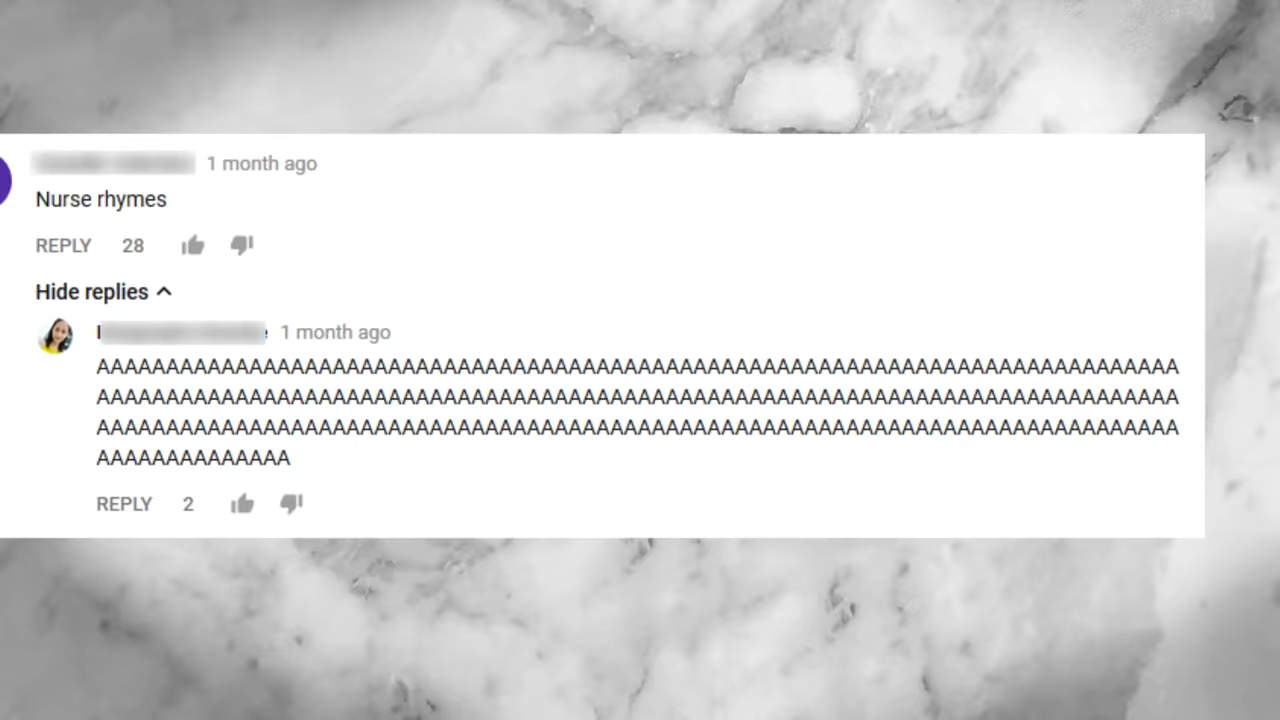 1 month ago
Nurse rhymes
REPLY 28
Hide replies
1 month ago
AAAAAAAAAAAAAAAAAAAAAAAAAAAAAAAAAAAAAAAAAAAAAAAAAAAAAAAAAAAAAAAAAAAAAAAAAAAAAA
AAAAAAAAAAAAAAAAAAAAAAAAAAAAAAAAAAAAAAAAAAAAAAAAAAAAAAAAAAAAAAAAAAAAAAAAAAAAAA
AAAAAAAAAAAAAAAAAAAAAAAAAAAAAAAAAAAAAAAAAAAAAAAAAAAAAAAAAAAAAAAAAAAAAAAAAAAAAA
AAAAAAAAAAAAAA
REPLY 2